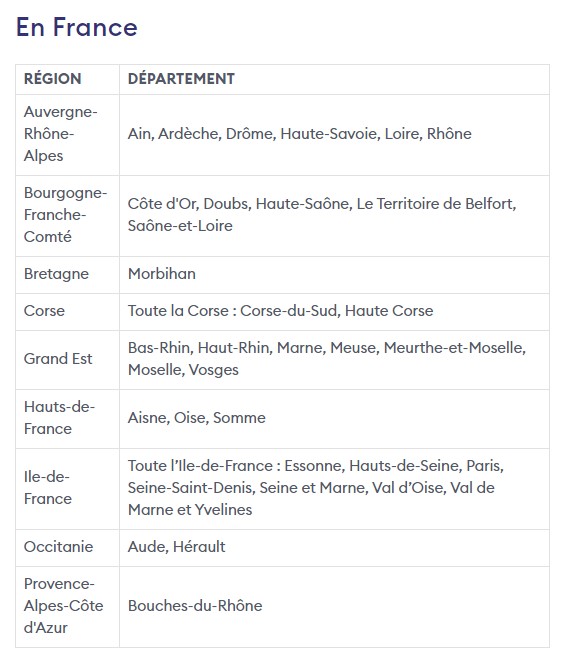 En France
RÉGION DÉPARTEMENT
Auvergne-
Rhône-
Alpes
Ain, Ardèche, Drôme, Haute-Savoie, Loire, Rhône
Bourgogne-
Franche-
Comté
Côte d'Or, Doubs, Haute-Saône, Le Territoire de Belfort,
Saône-et-Loire
Bretagne
Morbihan
Corse
Toute la Corse : Corse-du-Sud, Haute Corse
Grand Est
Bas-Rhin, Haut-Rhin, Marne, Meuse, Meurthe-et-Moselle,
Moselle, Vosges
Hauts-de-
France
Aisne, Oise, Somme
Ile-de-
France
Toute l’Ile-de-France : Essonne, Hauts-de-Seine, Paris,
Seine-Saint-Denis, Seine et Marne, Val d’Oise, Val de
Marne et Yvelines
Occitanie
Aude, Hérault
Provence-
Alpes-Côte
d'Azur
Bouches-du-Rhône